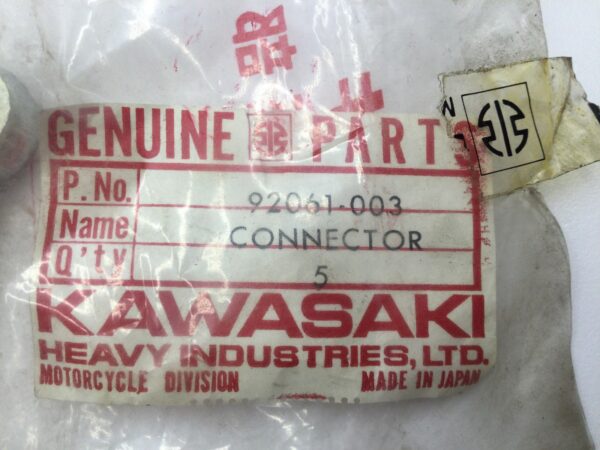 GENUINE PARTS
P. No. 92061-003
Name CONNECTOR
Q'ty 5
KAWASAKI
HEAVY INDUSTRIES, LTD.
MOTORCYCLE DIVISION MADE IN JAPAN